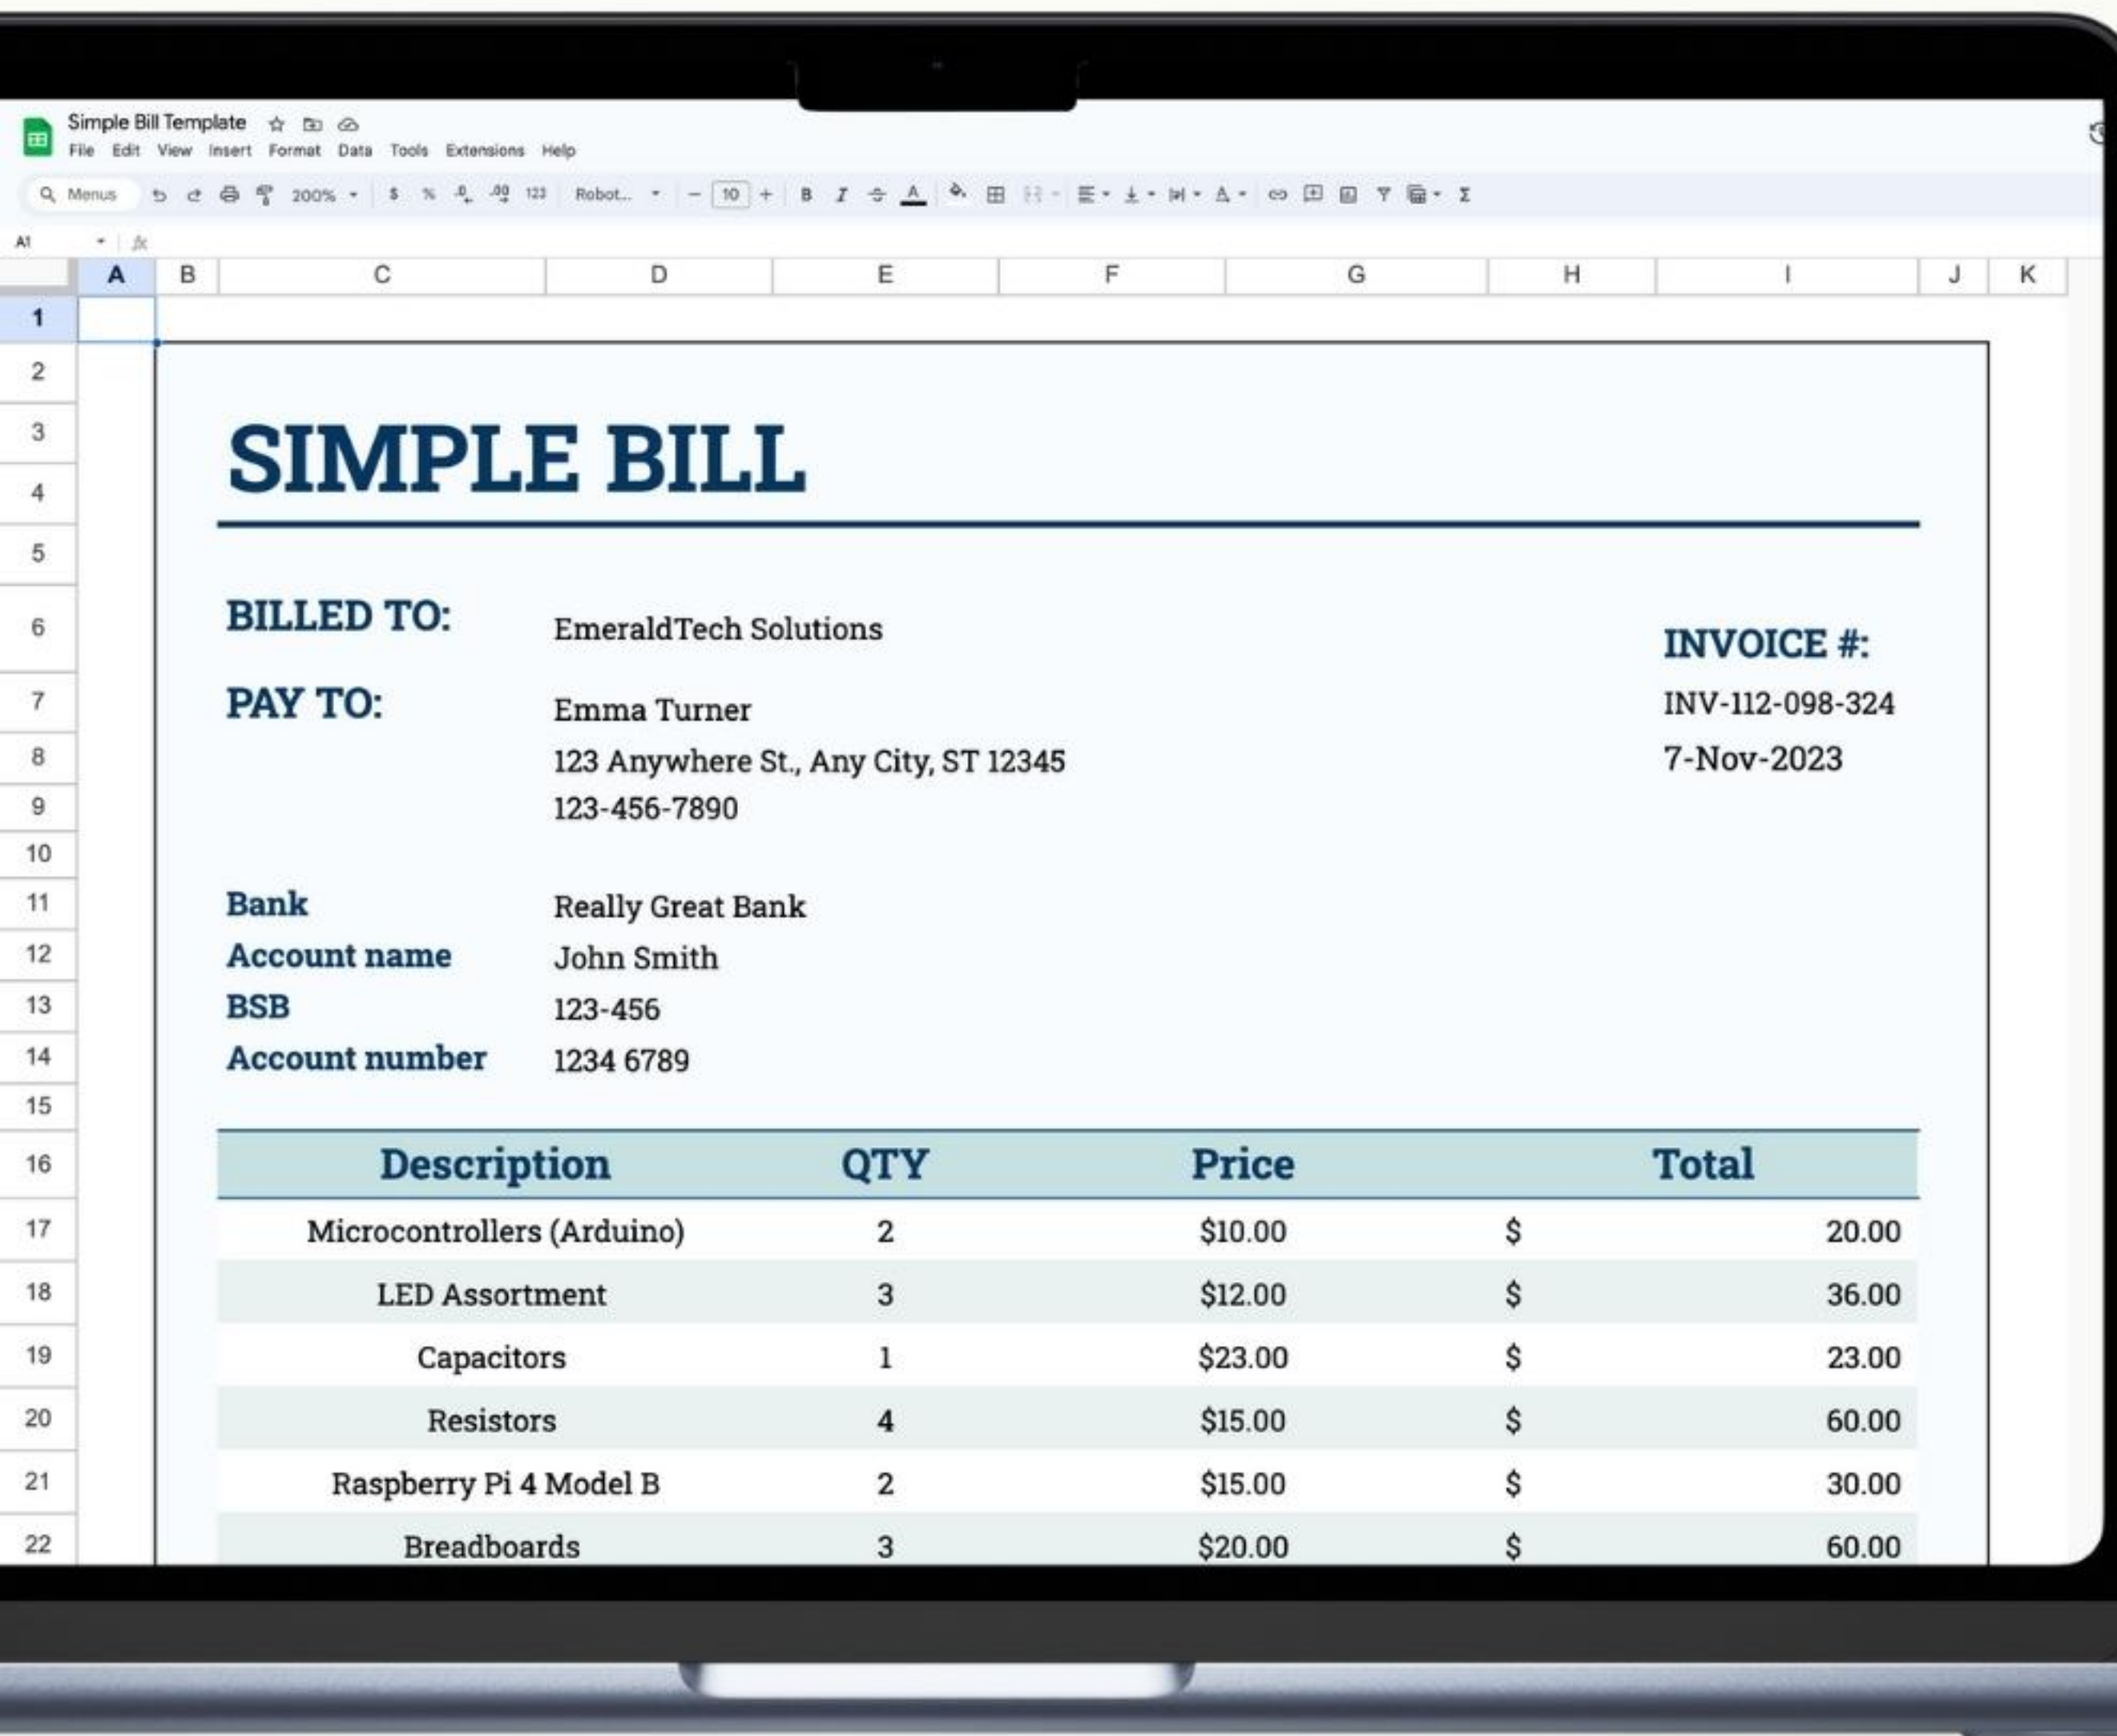 Simple Bill Template
File Edit View Insert Format Data Tools Extensions Help
Menus 200% $ % .0 .00 123 Robot... 10 B I A
A1 fx
A B C D E F G H I J K
1
2
3
SIMPLE BILL
4
5
6 BILLED TO: EmeraldTech Solutions INVOICE #:
7 PAY TO: Emma Turner INV-112-098-324
8 123 Anywhere St., Any City, ST 12345 7-Nov-2023
9 123-456-7890
10
11 Bank Really Great Bank
12 Account name John Smith
13 BSB 123-456
14 Account number 1234 6789
15
16 Description QTY Price Total
17 Microcontrollers (Arduino) 2 $10.00 $ 20.00
18 LED Assortment 3 $12.00 $ 36.00
19 Capacitors 1 $23.00 $ 23.00
20 Resistors 4 $15.00 $ 60.00
21 Raspberry Pi 4 Model B 2 $15.00 $ 30.00
22 Breadboards 3 $20.00 $ 60.00